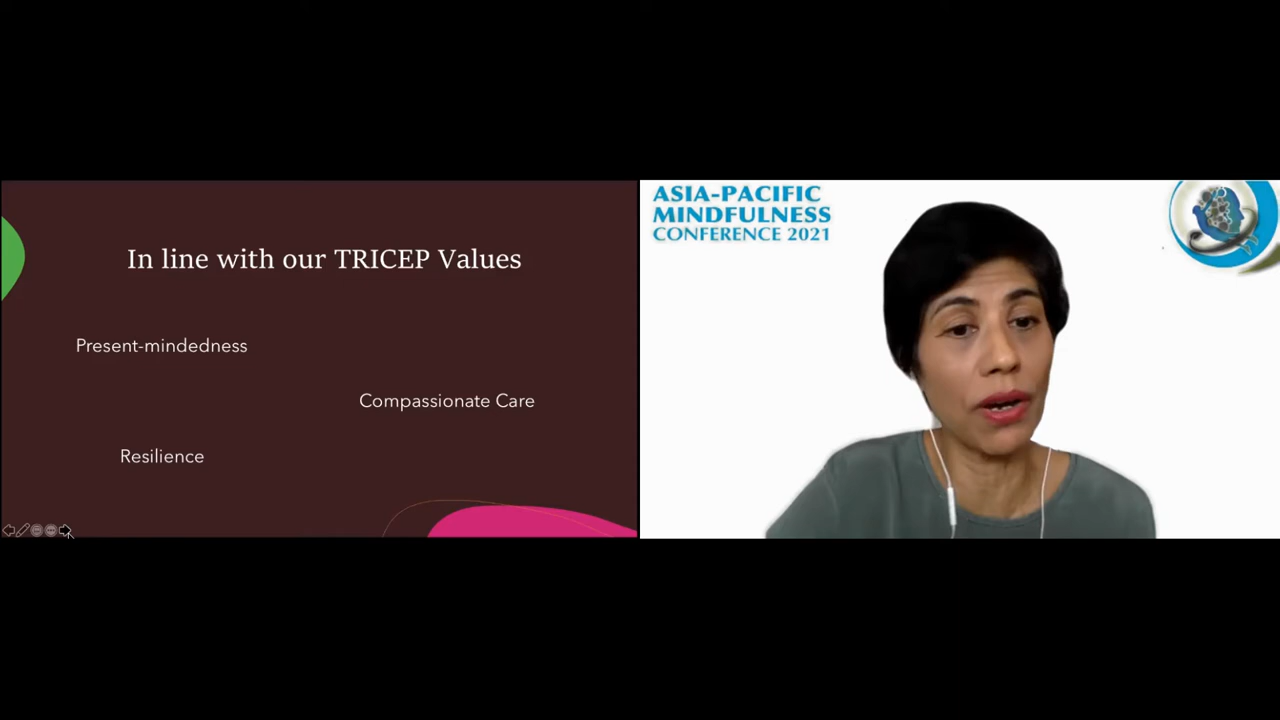 In line with our TRICEP Values
Present-mindedness
Compassionate Care
Resilience
ASIA-PACIFIC
MINDFULNESS
CONFERENCE 2021